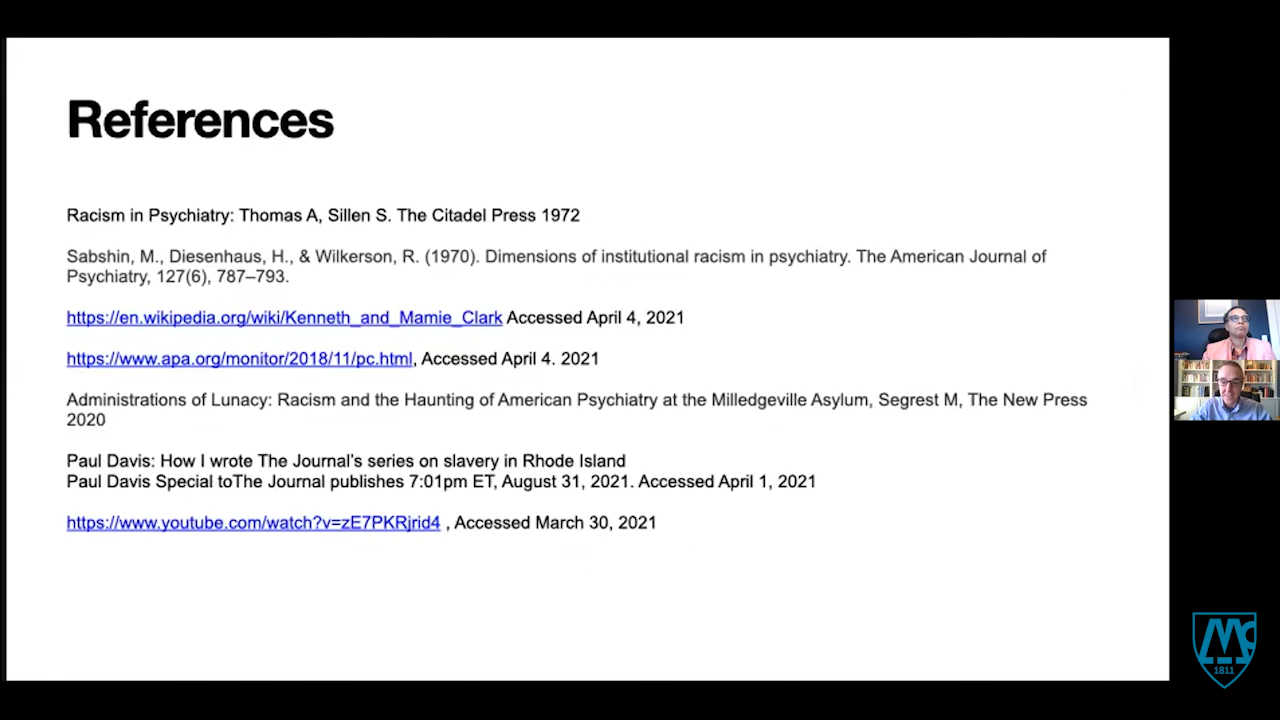 References
Racism in Psychiatry: Thomas A, Sillen S. The Citadel Press 1972
Sabshin, M., Diesenhaus, H., & Wilkerson, R. (1970). Dimensions of institutional racism in psychiatry. The American Journal of
Psychiatry, 127(6), 787–793.
https://en.wikipedia.org/wiki/Kenneth_and_Mamie_Clark Accessed April 4, 2021
https://www.apa.org/monitor/2018/11/pc.html, Accessed April 4. 2021
Administrations of Lunacy: Racism and the Haunting of American Psychiatry at the Milledgeville Asylum, Segrest M, The New Press
2020
Paul Davis: How I wrote The Journal's series on slavery in Rhode Island
Paul Davis Special toThe Journal publishes 7:01pm ET, August 31, 2021. Accessed April 1, 2021
https://www.youtube.com/watch?v=zE7PKRjrid4 , Accessed March 30, 2021
Mc
1811